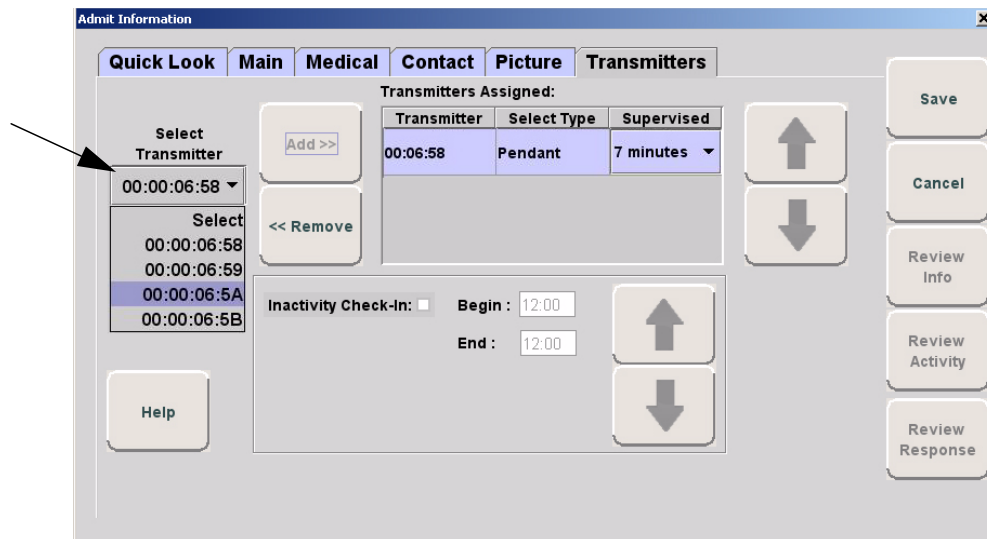 Admit Information
Quick Look Main Medical Contact Picture Transmitters
Select
Transmitter
00:00:06:58
Select
00:00:06:58
00:00:06:59
00:00:06:5A
00:00:06:5B
Add >>
<< Remove
Transmitters Assigned:
Transmitter Select Type Supervised
00:06:58 Pendant 7 minutes
Inactivity Check-In: Begin : 12:00
End : 12:00
Help
Save
Cancel
Review
Info
Review
Activity
Review
Response